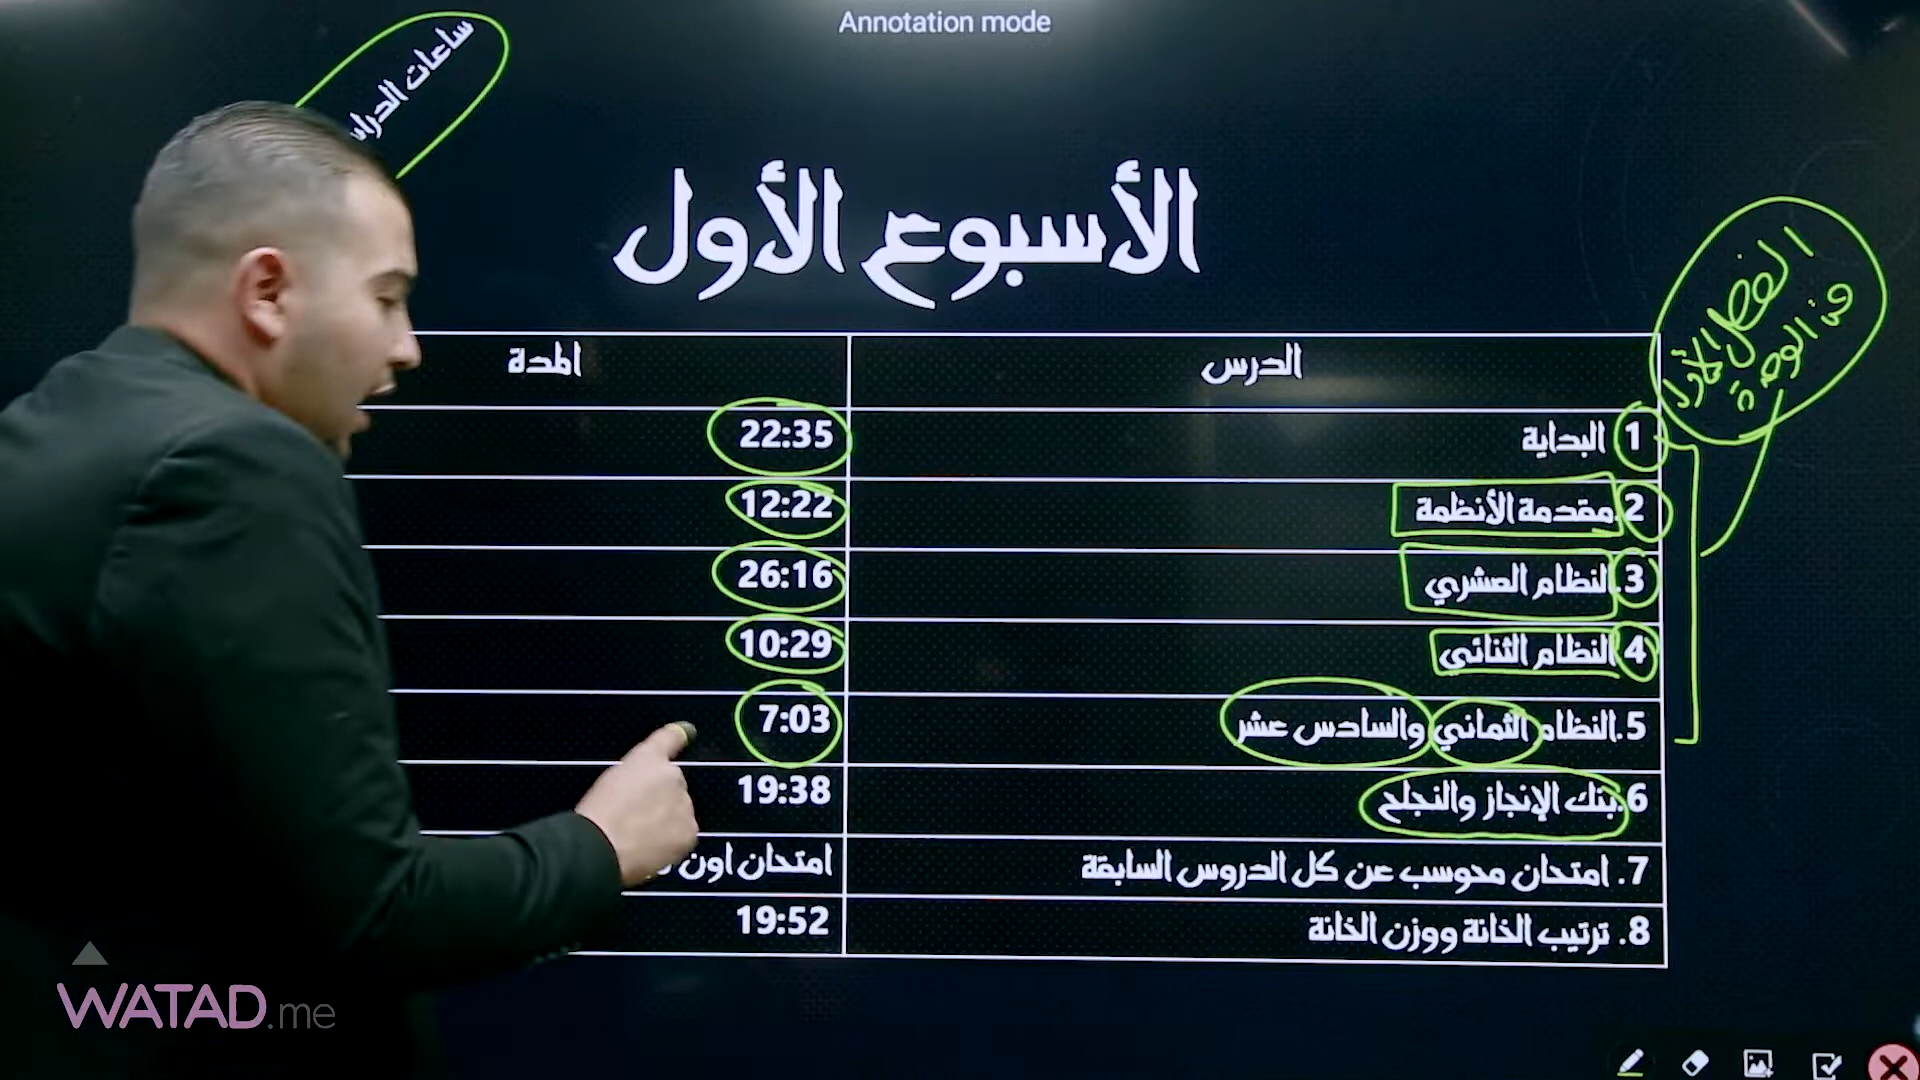 Annotation mode
ساعات
الأسبوع الأول
الدرس المدة
1 البداية 22:35
2. مقدمة الأنظمة 12:22
3. النظام العشري 26:16
4. النظام الثنائي 10:29
5. النظام الثماني والسادس عشر 7:03
6. بنك الإنجاز والنجاح 19:38
7. امتحان محوسب عن كل الدروس السابقة امتحان اون
8. ترتيب الخانة ووزن الخانة 19:52
الفصل الأول
من الوحدة
WATAD.me